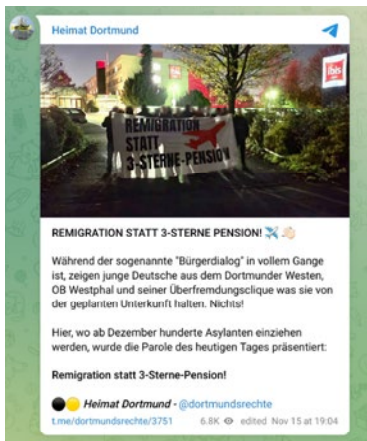 Heimat Dortmund
ibis
REMIGRATION
STATT
3-STERNE-PENSION
REMIGRATION STATT 3-STERNE PENSION! ✈️👋🏻
Während der sogenannte "Bürgerdialog" in vollem Gange
ist, zeigen junge Deutsche aus dem Dortmunder Westen,
OB Westphal und seiner Überfremdungsclique was sie von
der geplanten Unterkunft halten. Nichts!
Hier, wo ab Dezember hunderte Asylanten einziehen
werden, wurde die Parole des heutigen Tages präsentiert:
Remigration statt 3-Sterne-Pension!
⚫🟡 Heimat Dortmund - @dortmundsrechte
t.me/dortmundsrechte/3751 6.8K edited Nov 15 at 19:04